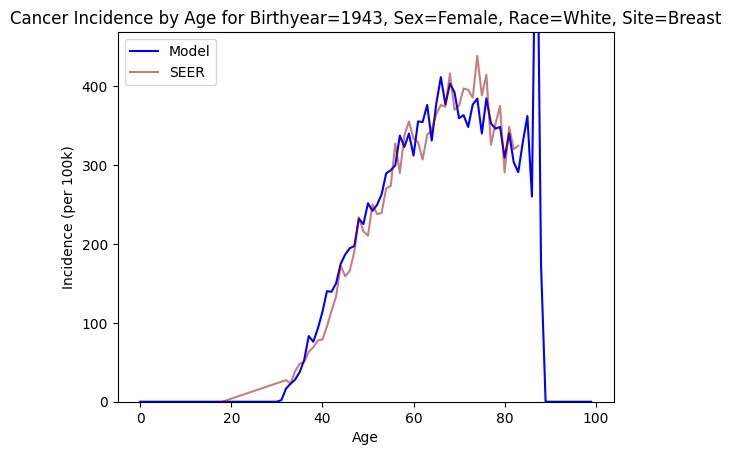 Cancer Incidence by Age for Birthyear=1943, Sex=Female, Race=White, Site=Breast
Model
SEER
Incidence (per 100k)
400
300
200
100
0
0 20 40 60 80 100
Age